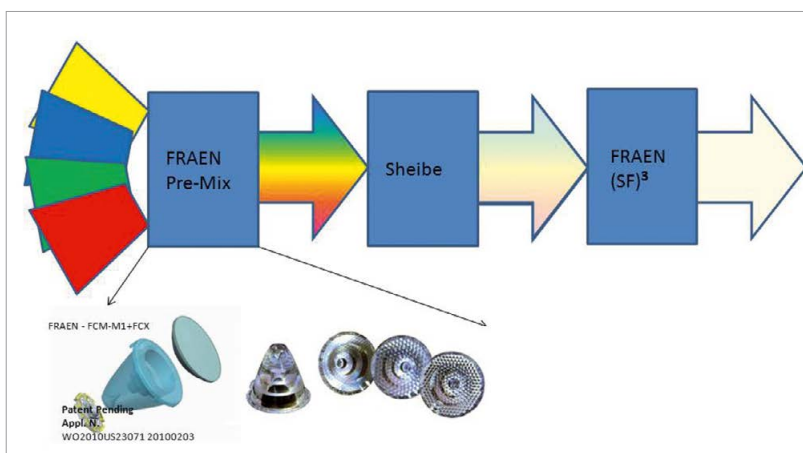 FRAEN
Pre-Mix
Sheibe
FRAEN
(SF)³
FRAEN - FCM-M1+FCX
Patent Pending
Appl. N.
WO2010US23071 20100203